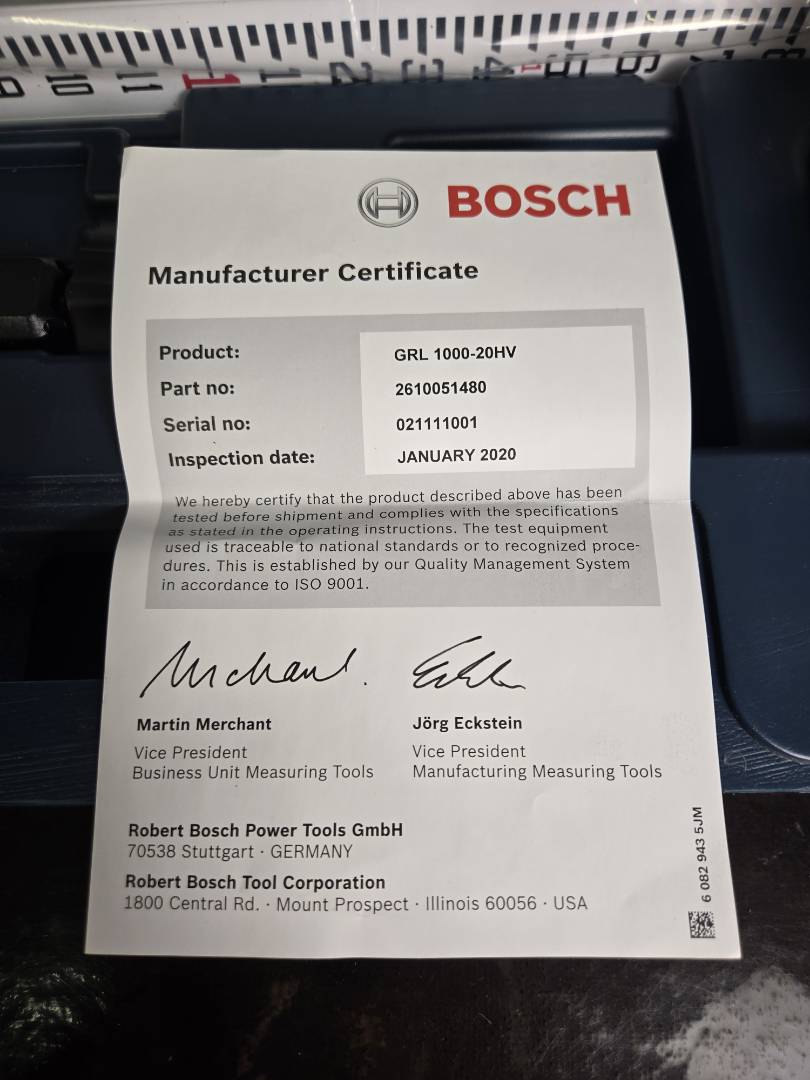 BOSCH
Manufacturer Certificate
Product: GRL 1000-20HV
Part no: 2610051480
Serial no: 021111001
Inspection date: JANUARY 2020
We hereby certify that the product described above has been
tested before shipment and complies with the specifications
as stated in the operating instructions. The test equipment
used is traceable to national standards or to recognized proce-
dures. This is established by our Quality Management System
in accordance to ISO 9001.
Martin Merchant
Vice President
Business Unit Measuring Tools
Jörg Eckstein
Vice President
Manufacturing Measuring Tools
Robert Bosch Power Tools GmbH
70538 Stuttgart · GERMANY
Robert Bosch Tool Corporation
1800 Central Rd. · Mount Prospect · Illinois 60056 · USA
6 082 943 5JM